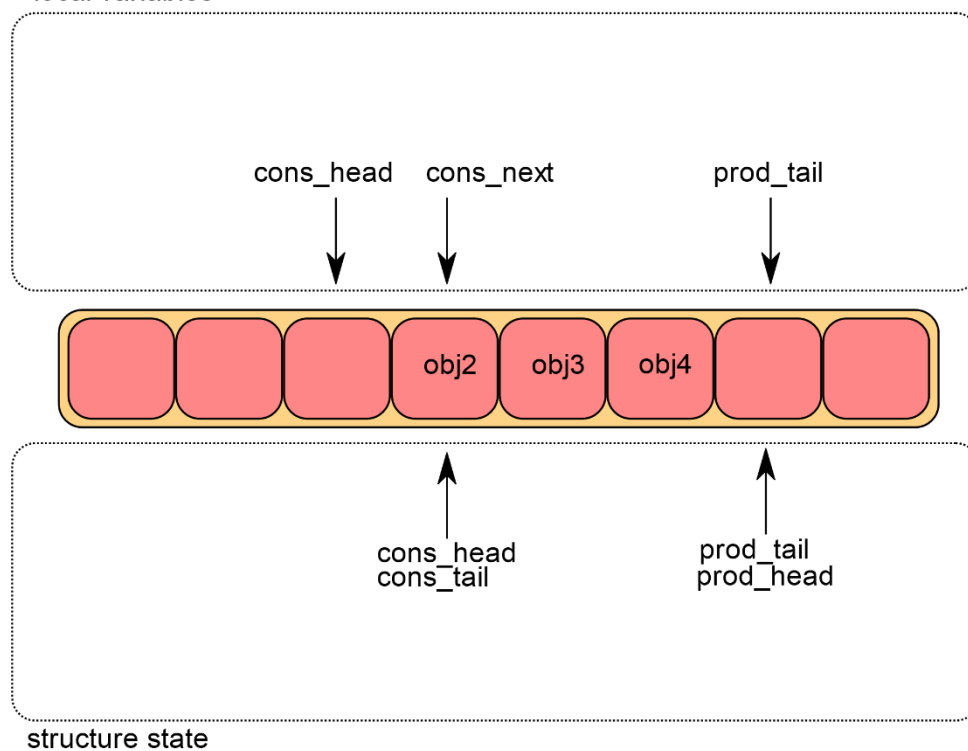 cons_head cons_next prod_tail
obj2 obj3 obj4
cons_head
cons_tail
prod_tail
prod_head
structure state